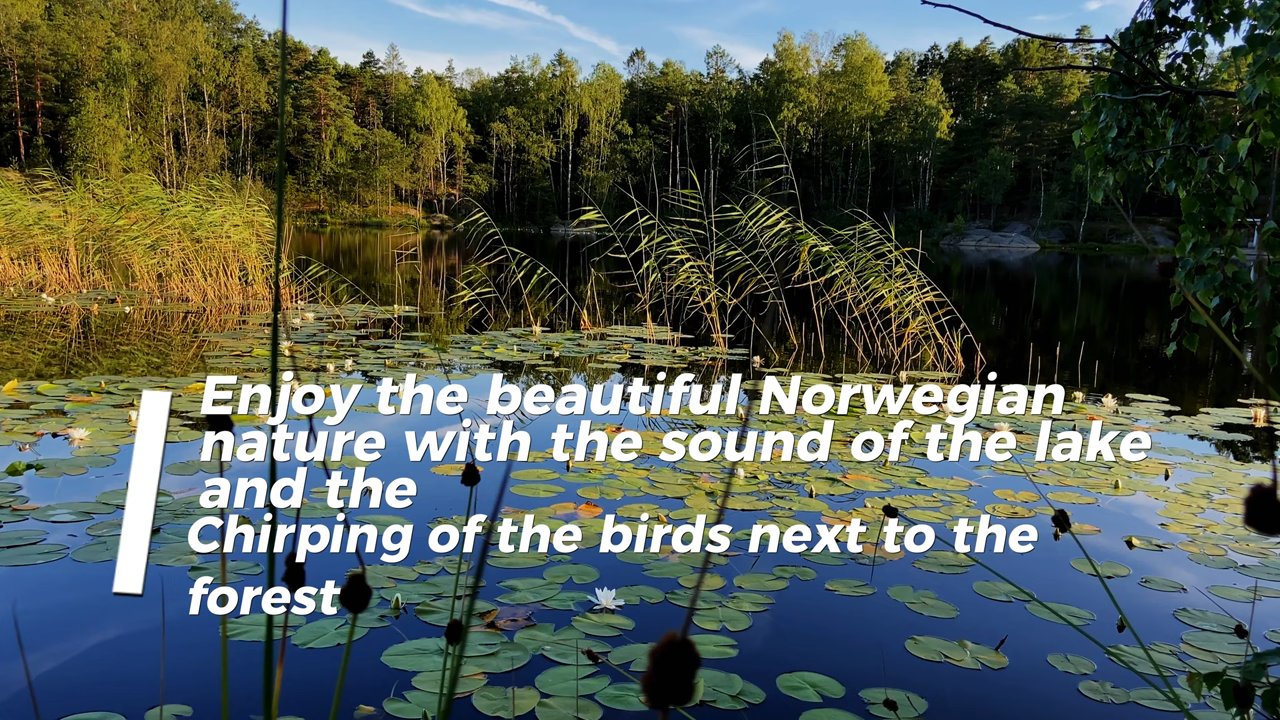 Enjoy the beautiful Norwegian
nature with the sound of the lake
and the
Chirping of the birds next to the
forest